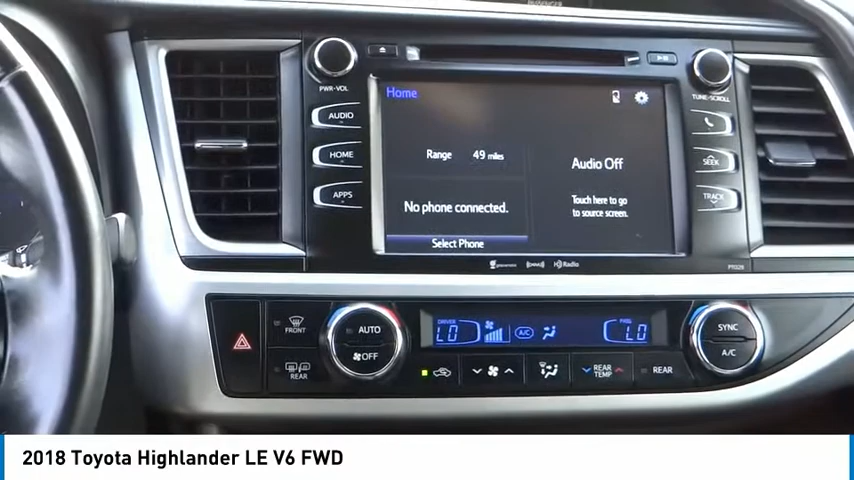 PWR·VOL
TUNE·SCROLL
AUDIO
HOME
APPS
SEEK
TRACK
Home
Range 49 miles
No phone connected.
Select Phone
Audio Off
Touch here to go
to source screen.
HD Radio
FRONT
REAR
AUTO
OFF
DRIVER
LO
A/C
PASS
LO
REAR
TEMP
REAR
SYNC
A/C
2018 Toyota Highlander LE V6 FWD